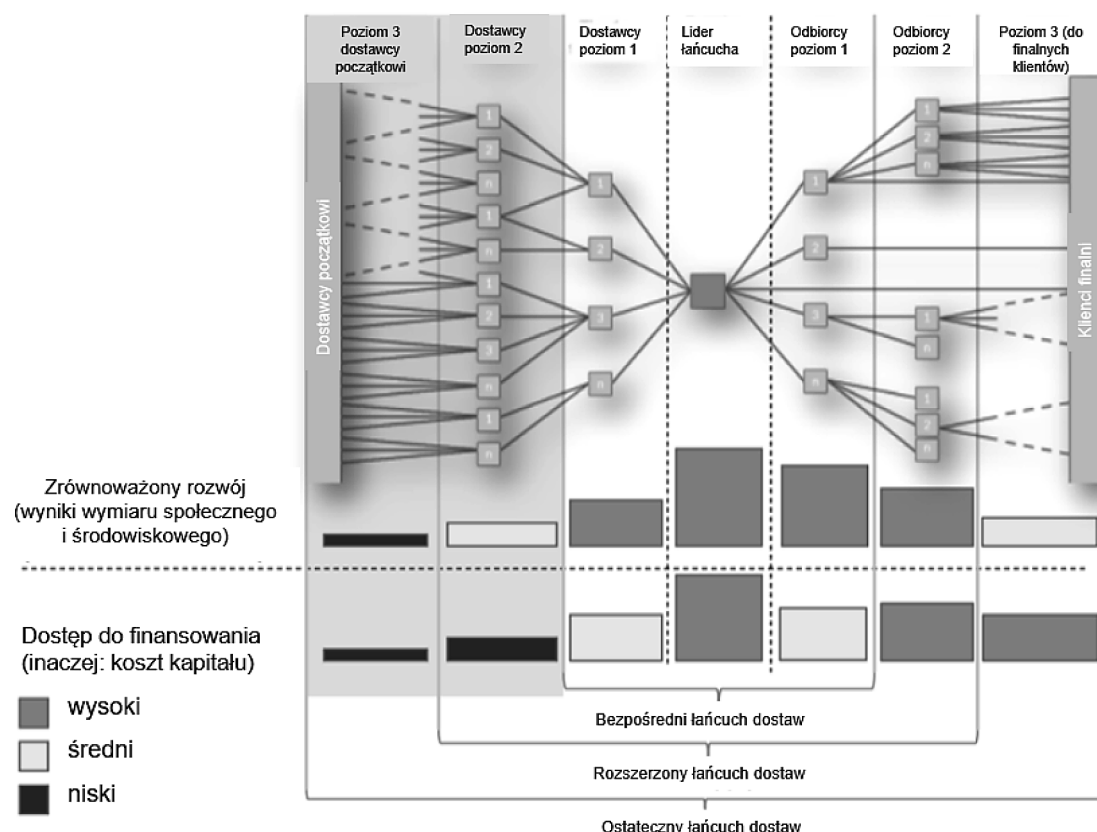 Poziom 3
dostawcy
początkowi
Dostawcy
poziom 2
Dostawcy
poziom 1
Lider
łańcucha
Odbiorcy
poziom 1
Odbiorcy
poziom 2
Poziom 3 (do
finalnych
klientów)
Dostawcy początkowi
1
2
n
1
n
1
2
3
n
1
n
1
2
3
n
1
2
3
n
1
2
n
1
n
1
2
n
Klienci finalni
Zrównoważony rozwój
(wyniki wymiaru społecznego
i środowiskowego)
Dostęp do finansowania
(inaczej: koszt kapitału)
wysoki
średni
niski
Bezpośredni łańcuch dostaw
Rozszerzony łańcuch dostaw
Ostateczny łańcuch dostaw